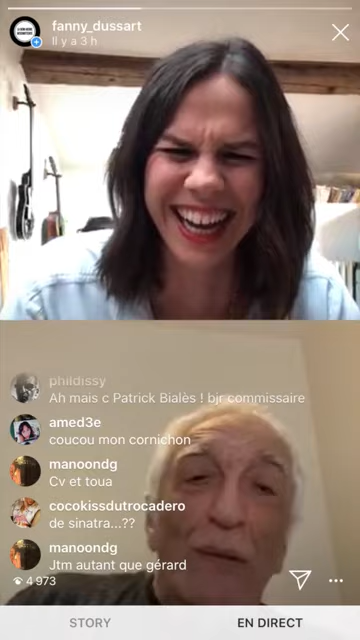 fanny_dussart
Il y a 3 h
phildissy
Ah mais c Patrick Bialès ! bjr commissaire
amed3e
coucou mon cornichon
manoondg
Cv et toua
cocokissdutrocadero
de sinatra...??
manoondg
Jtm autant que gérard
4 973
STORY
EN DIRECT